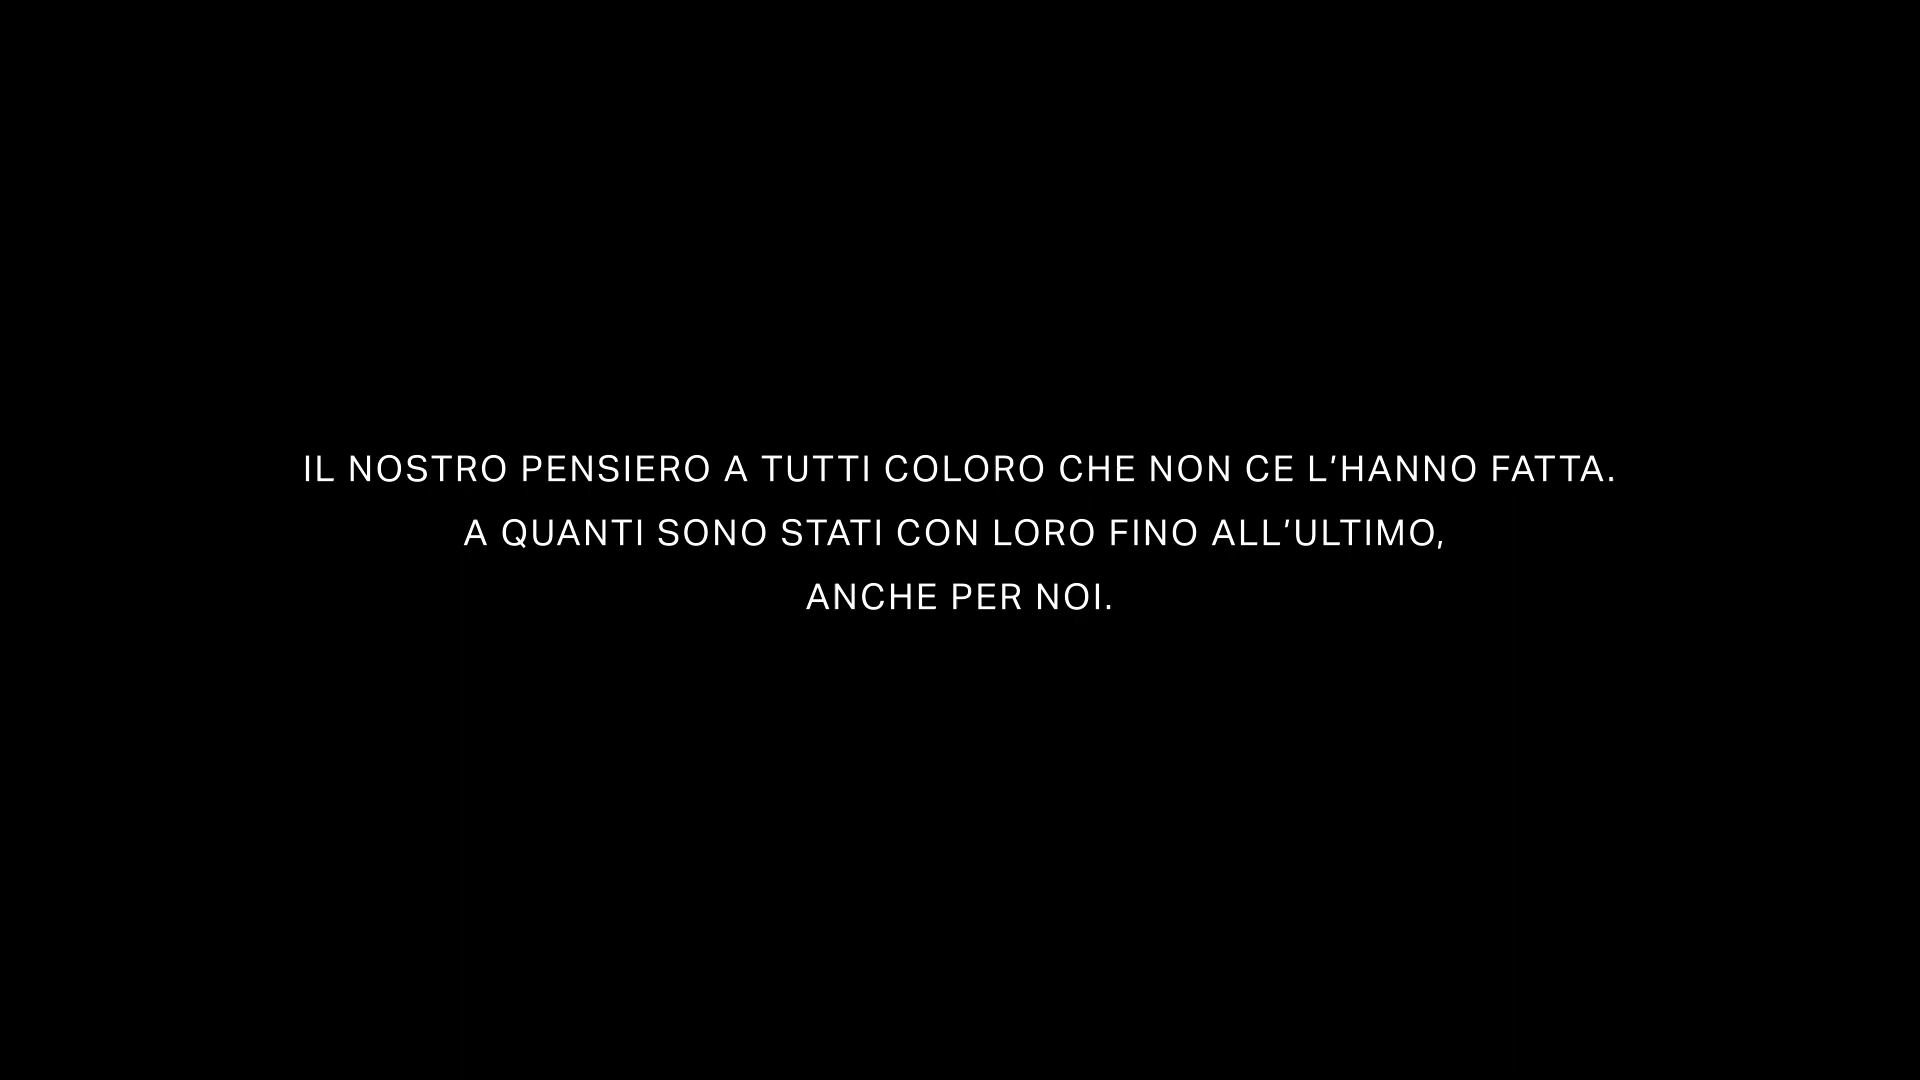 IL NOSTRO PENSIERO A TUTTI COLORO CHE NON CE L’HANNO FATTA.
A QUANTI SONO STATI CON LORO FINO ALL’ULTIMO,
ANCHE PER NOI.